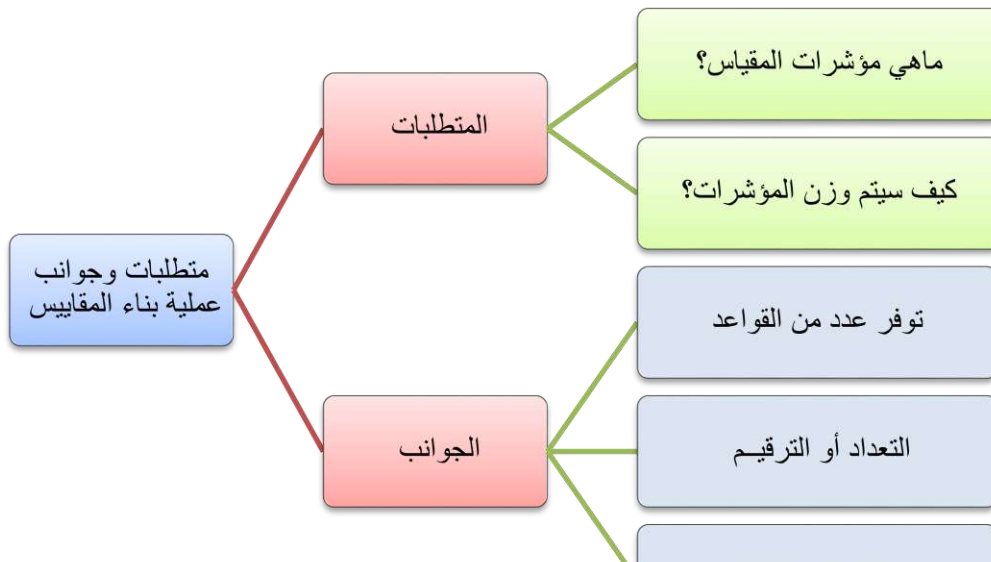 متطلبات وجوانب
عملية بناء المقاييس
المتطلبات
ماهي مؤشرات المقياس؟
كيف سيتم وزن المؤشرات؟
الجوانب
توفر عدد من القواعد
التعداد أو الترقيــم